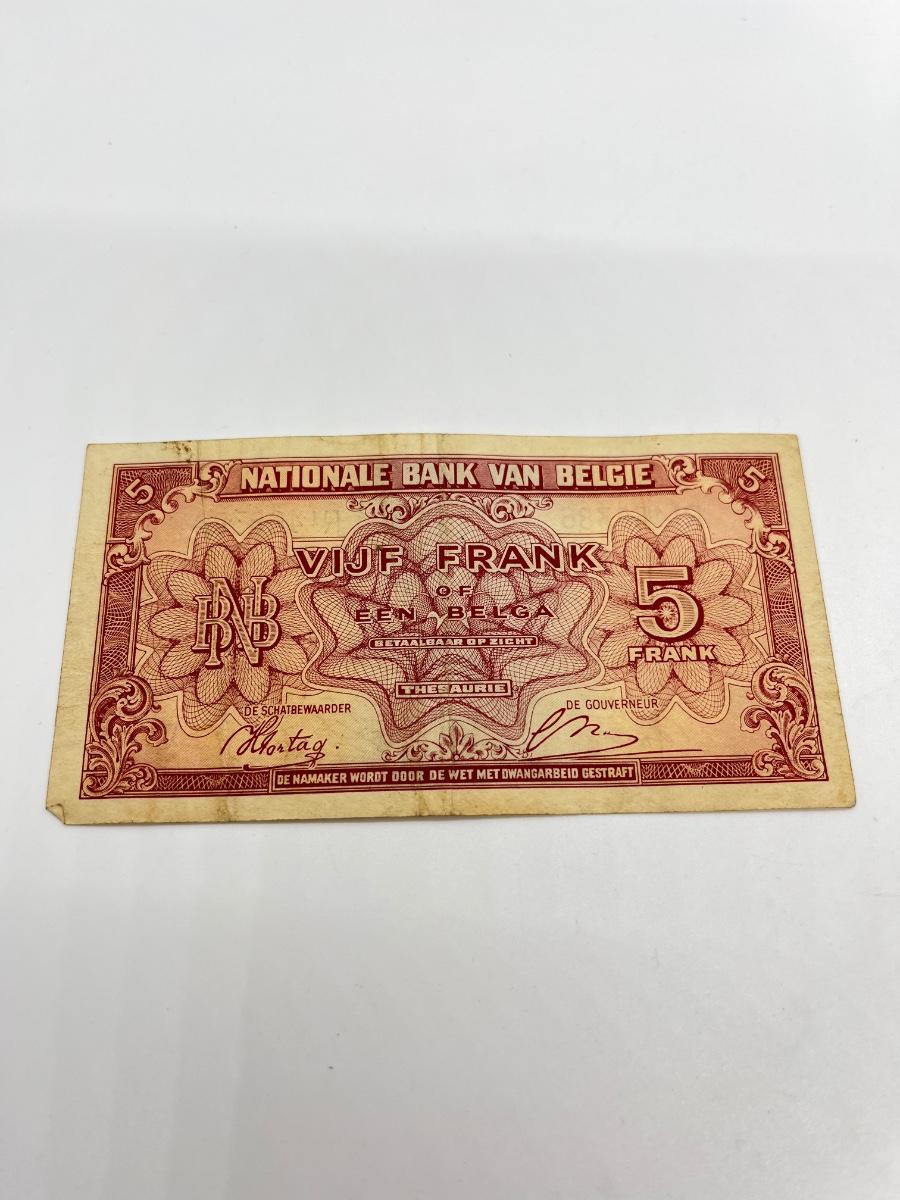 5
NATIONALE BANK VAN BELGIE
5
VIJF FRANK
OF
EEN BELGA
BETAALBAAR OP ZICHT
THESAURIE
BNB
5
FRANK
DE SCHATBEWAARDER
DE GOUVERNEUR
DE NAMAKER WORDT DOOR DE WET MET DWANGARBEID GESTRAFT